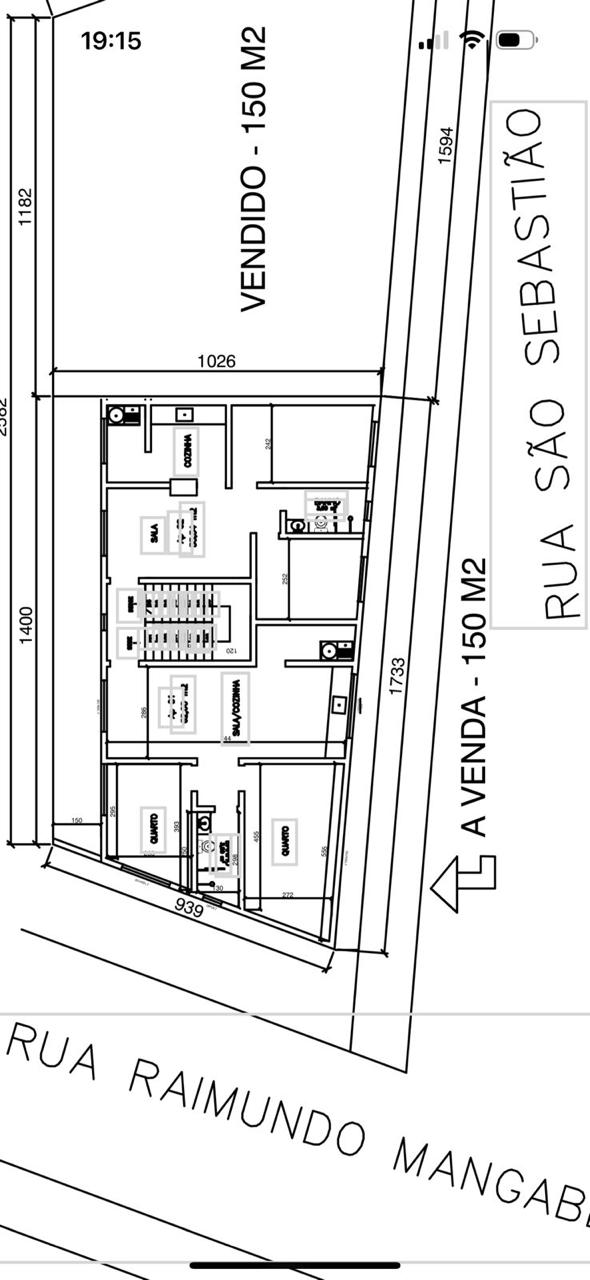 19:15
VENDIDO - 150 M2
1594
RUA SÃO SEBASTIÃO
1182
1026
2582
COZINHA
242
SALA
252
1400
120
1733
A VENDA - 150 M2
SALA/COZINHA
286
44
150
295
393
QUARTO
455
QUARTO
555
298
130
272
939
RUA RAIMUNDO MANGABE